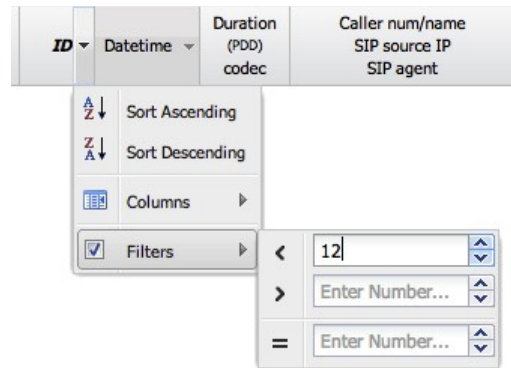 ID Datetime Duration (PDD) codec Caller num/name SIP source IP SIP agent
Sort Ascending
Sort Descending
Columns
Filters
< 12
> Enter Number...
= Enter Number...